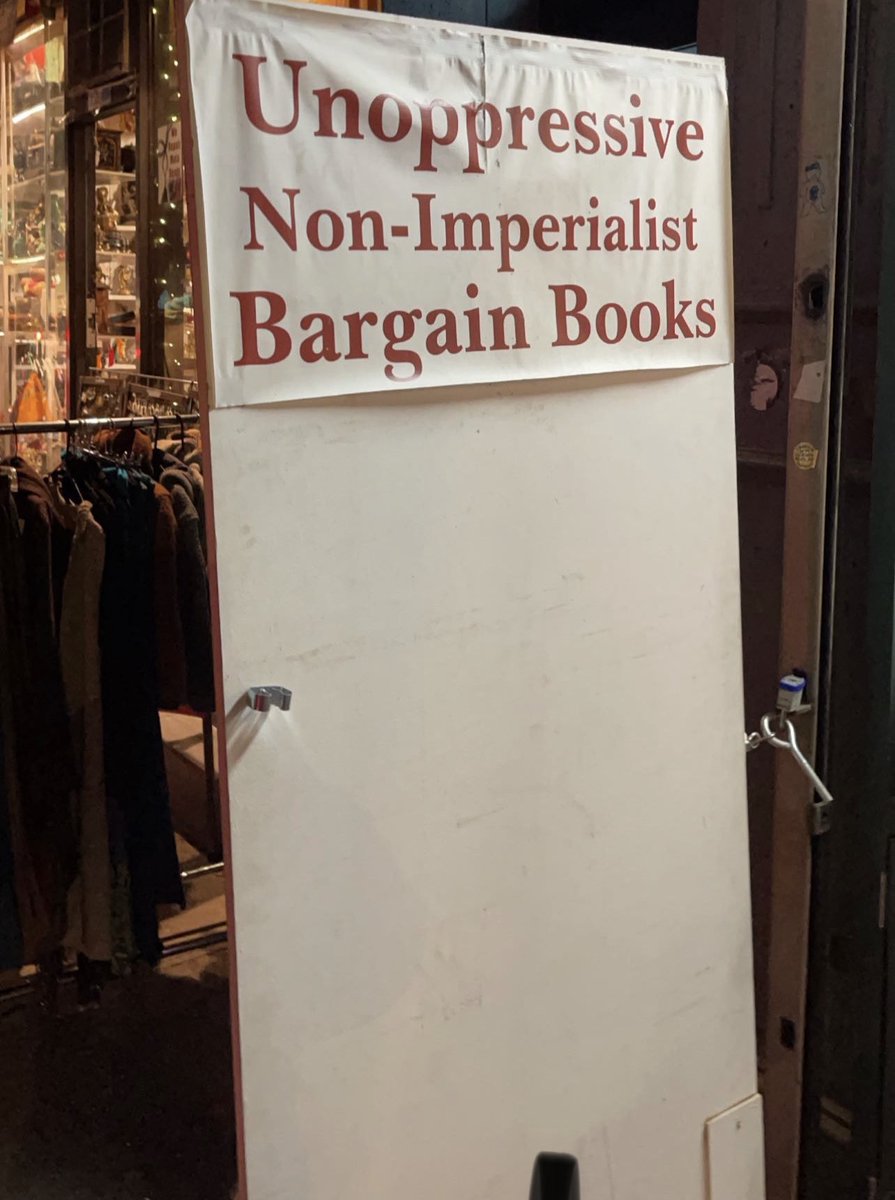 Unoppressive
Non-Imperialist
Bargain Books